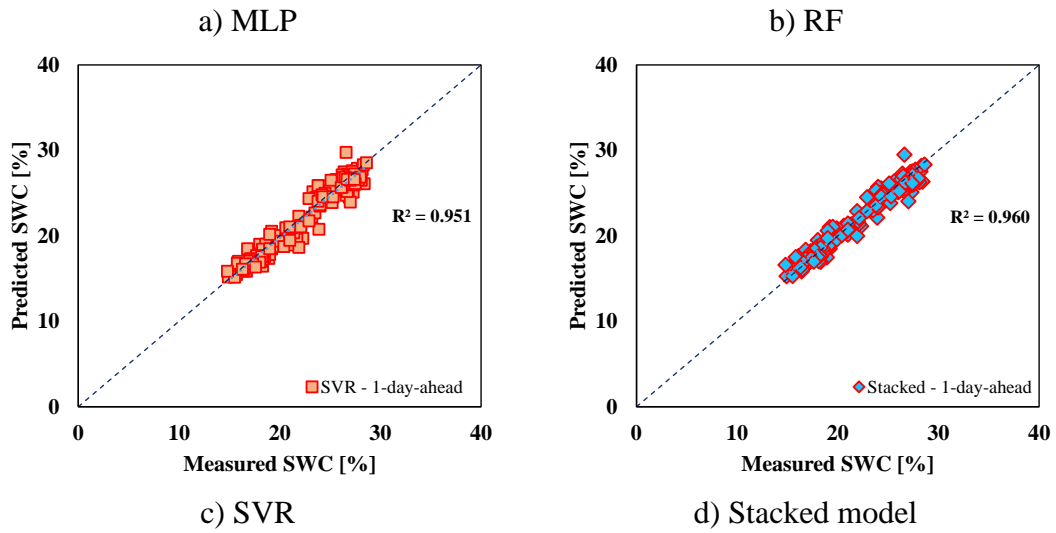 a) MLP
b) RF
40
30
20
10
0
Predicted SWC [%]
R² = 0.951
SVR - 1-day-ahead
0
10
20
30
40
Measured SWC [%]
40
30
20
10
0
Predicted SWC [%]
R² = 0.960
Stacked - 1-day-ahead
0
10
20
30
40
Measured SWC [%]
c) SVR
d) Stacked model